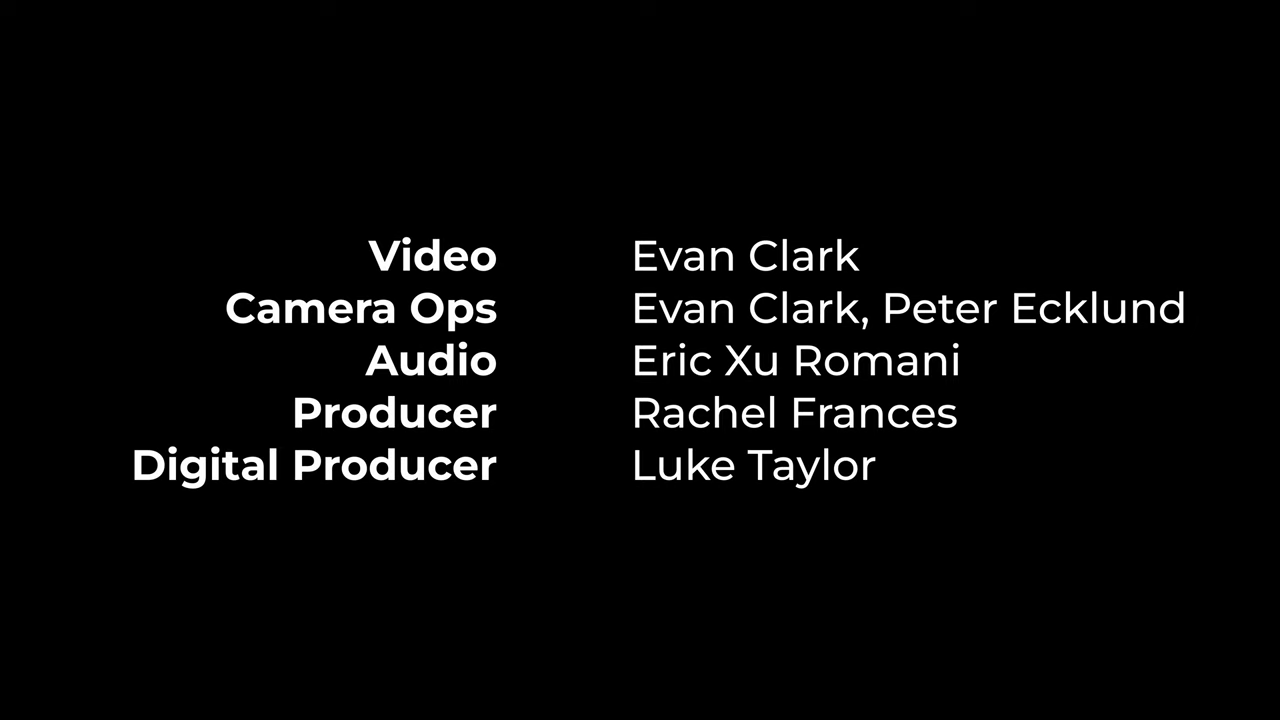 Video Evan Clark
Camera Ops Evan Clark, Peter Ecklund
Audio Eric Xu Romani
Producer Rachel Frances
Digital Producer Luke Taylor